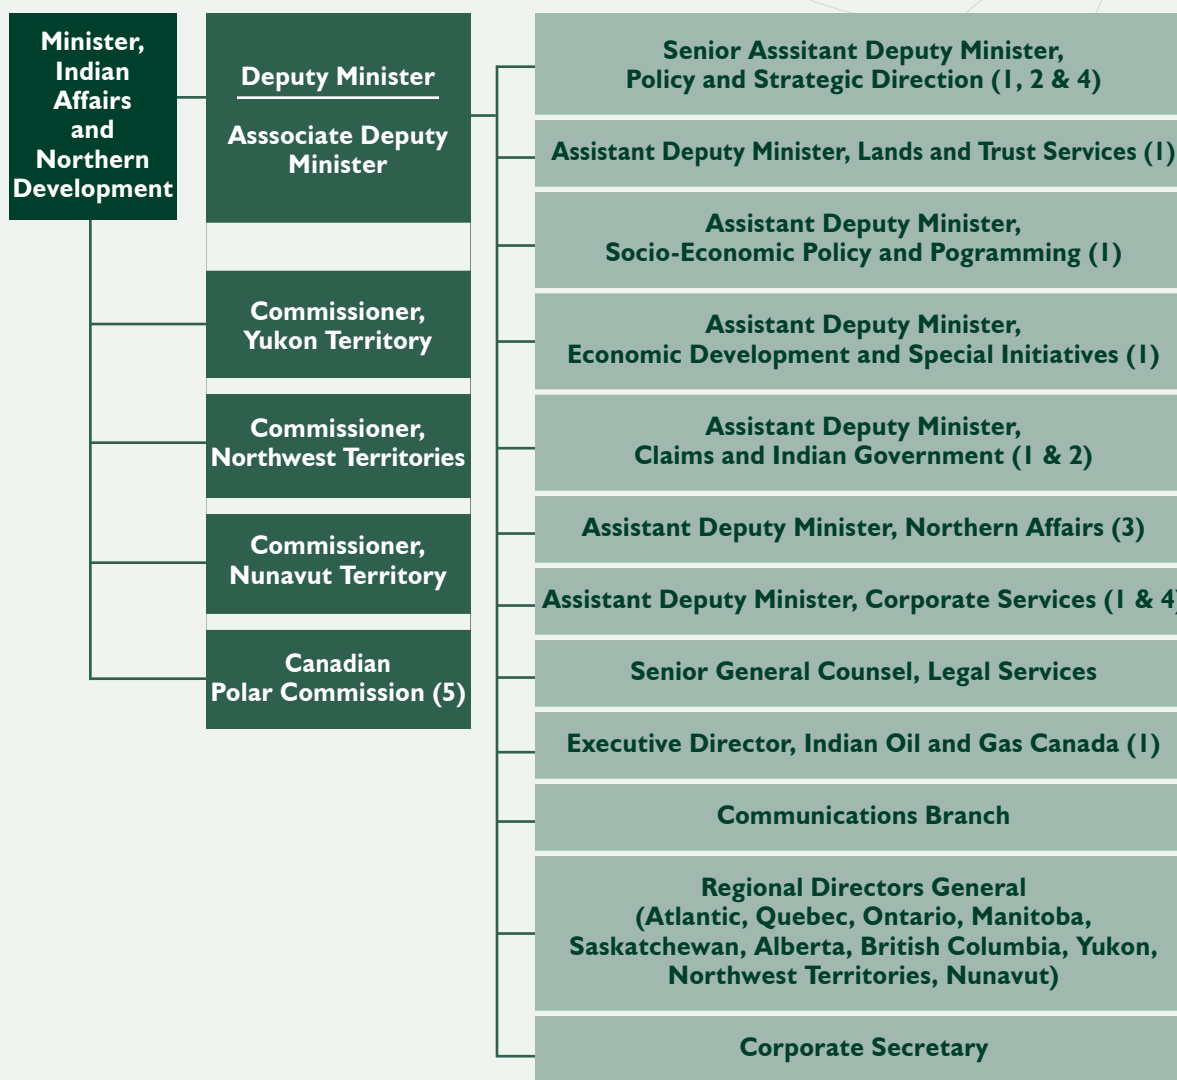 Minister,
Indian
Affairs
and
Northern
Development
Deputy Minister
Asssociate Deputy
Minister
Commissioner,
Yukon Territory
Commissioner,
Northwest Territories
Commissioner,
Nunavut Territory
Canadian
Polar Commission (5)
Senior Asssitant Deputy Minister,
Policy and Strategic Direction (1, 2 & 4)
Assistant Deputy Minister, Lands and Trust Services (1)
Assistant Deputy Minister,
Socio-Economic Policy and Pogramming (1)
Assistant Deputy Minister,
Economic Development and Special Initiatives (1)
Assistant Deputy Minister,
Claims and Indian Government (1 & 2)
Assistant Deputy Minister, Northern Affairs (3)
Assistant Deputy Minister, Corporate Services (1 & 4)
Senior General Counsel, Legal Services
Executive Director, Indian Oil and Gas Canada (1)
Communications Branch
Regional Directors General
(Atlantic, Quebec, Ontario, Manitoba,
Saskatchewan, Alberta, British Columbia, Yukon,
Northwest Territories, Nunavut)
Corporate Secretary